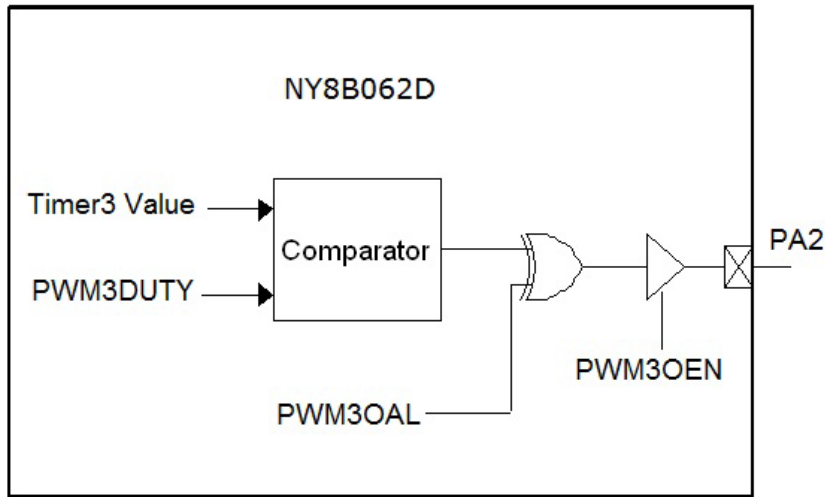 NY8B062D
Timer3 Value
Comparator
PA2
PWM3DUTY
PWM3OEN
PWM3OAL